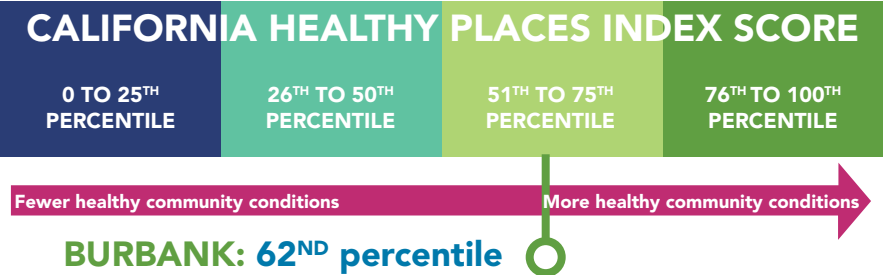 CALIFORNIA HEALTHY PLACES INDEX SCORE
0 TO 25TH PERCENTILE
26TH TO 50TH PERCENTILE
51ST TO 75TH PERCENTILE
76TH TO 100TH PERCENTILE
Fewer healthy community conditions
More healthy community conditions
BURBANK: 62ND percentile